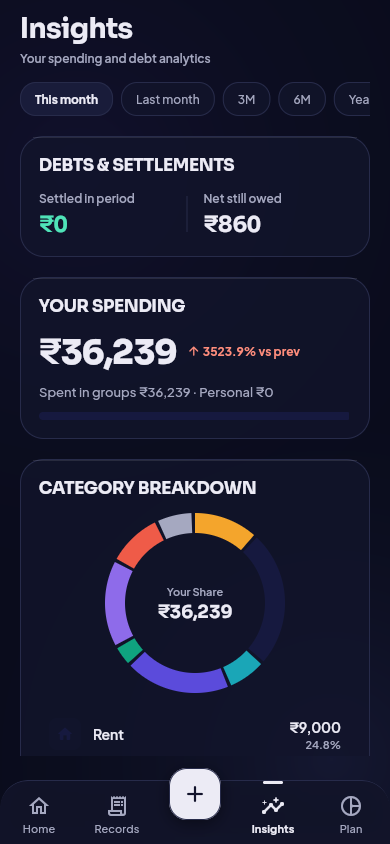 Insights
Your spending and debt analytics
This month
Last month
3M
6M
Yea
DEBTS & SETTLEMENTS
Settled in period
Net still owed
₹0
₹860
YOUR SPENDING
₹36,239 ↑ 3523.9% vs prev
Spent in groups ₹36,239 · Personal ₹0
CATEGORY BREAKDOWN
Your Share
₹36,239
Rent
₹9,000
24.8%
Home
Records
Insights
Plan